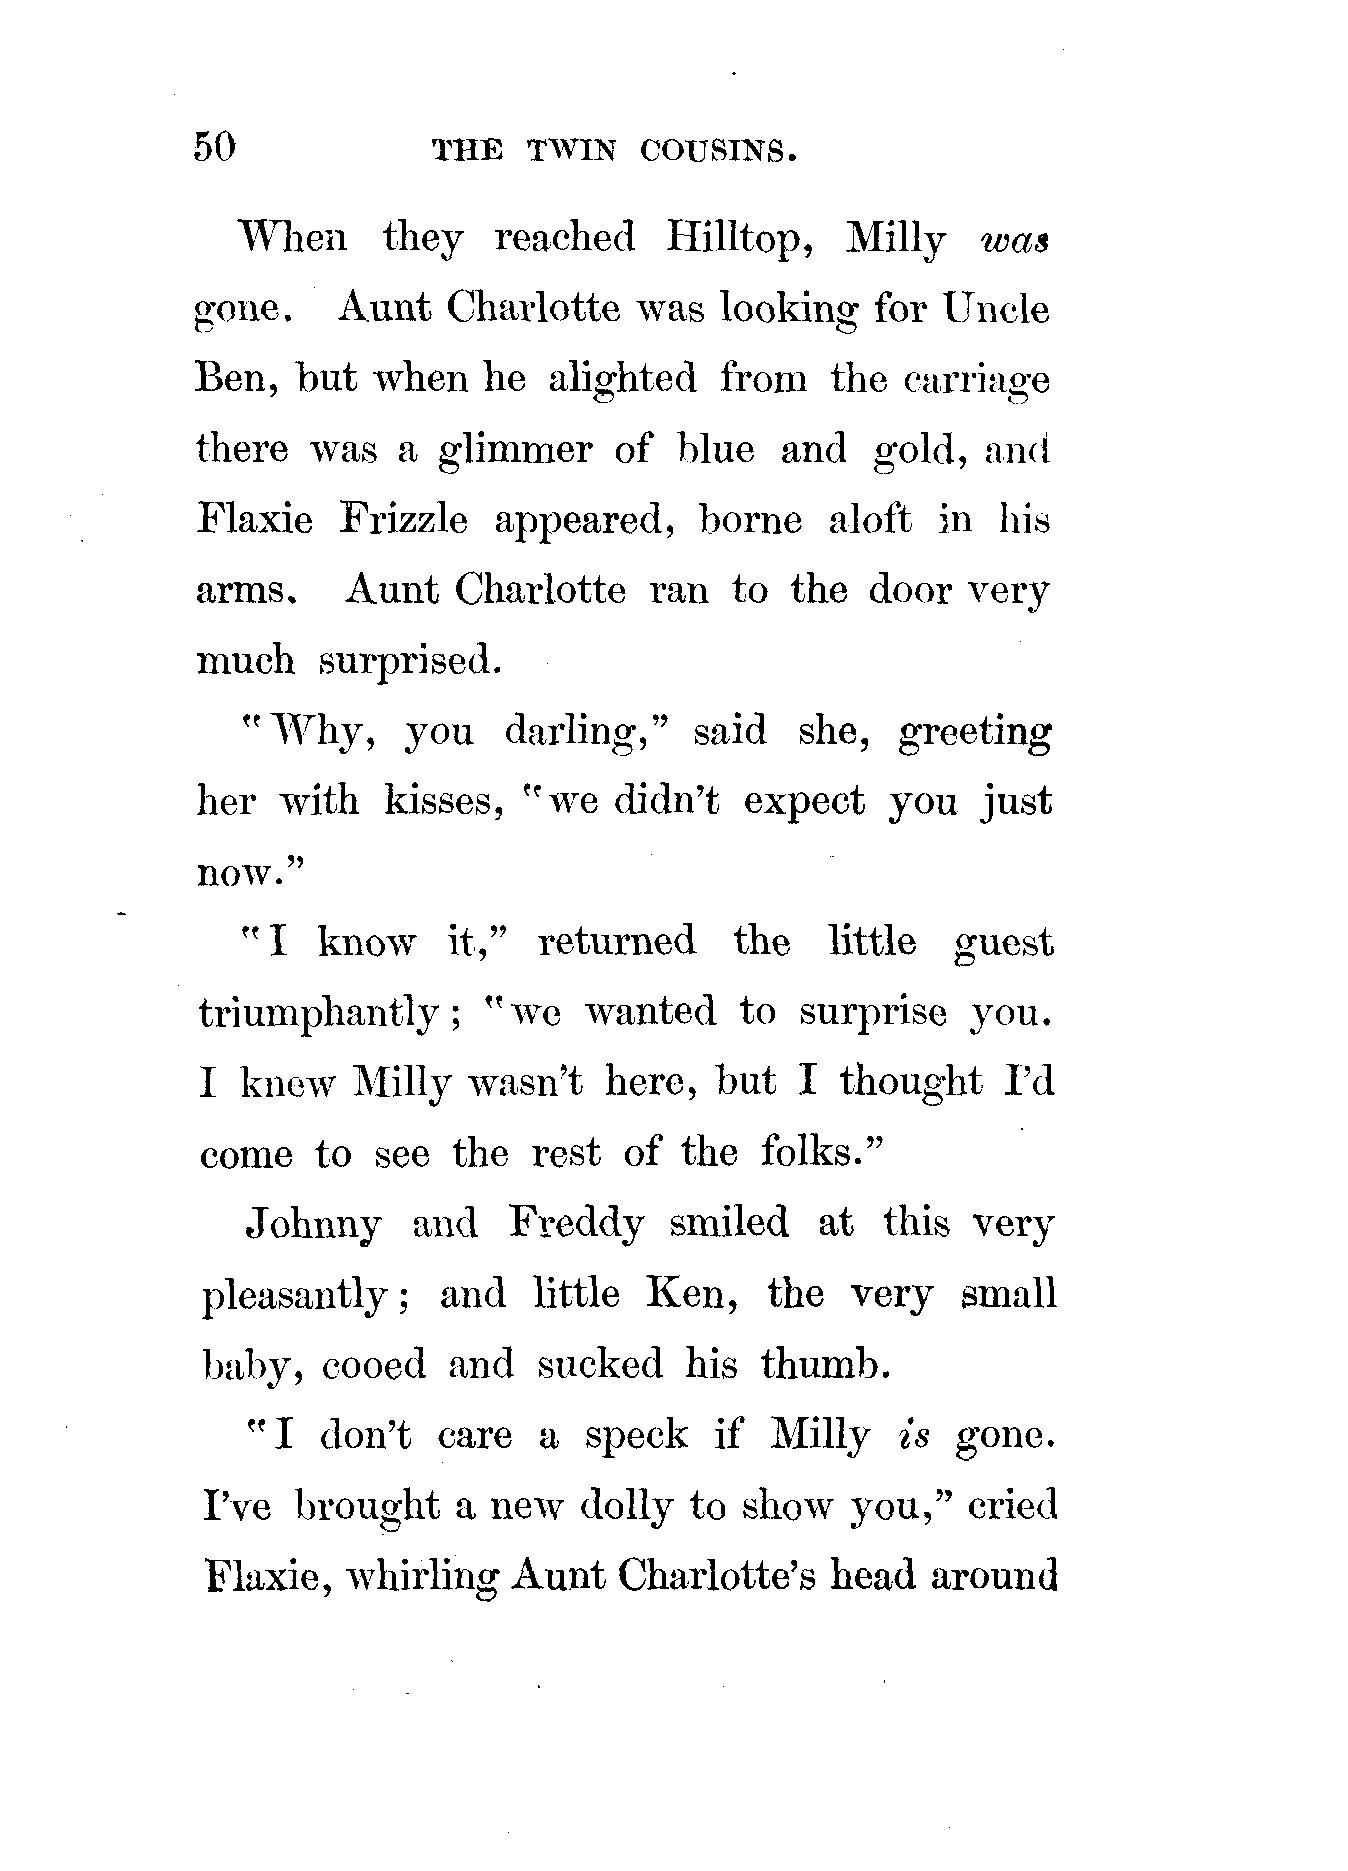 50 THE TWIN COUSINS.
When they reached Hilltop, Milly was
gone. Aunt Charlotte was looking for Uncle
Ben, but when he alighted from the carriage
there was a glimmer of blue and gold, and
Flaxie Frizzle appeared, borne aloft in his
arms. Aunt Charlotte ran to the door very
much surprised.
"Why, you darling," said she, greeting
her with kisses, "we didn't expect you just
now."
"I know it," returned the little guest
triumphantly; "we wanted to surprise you.
I knew Milly wasn't here, but I thought I'd
come to see the rest of the folks."
Johnny and Freddy smiled at this very
pleasantly; and little Ken, the very small
baby, cooed and sucked his thumb.
"I don't care a speck if Milly is gone.
I've brought a new dolly to show you," cried
Flaxie, whirling Aunt Charlotte's head around